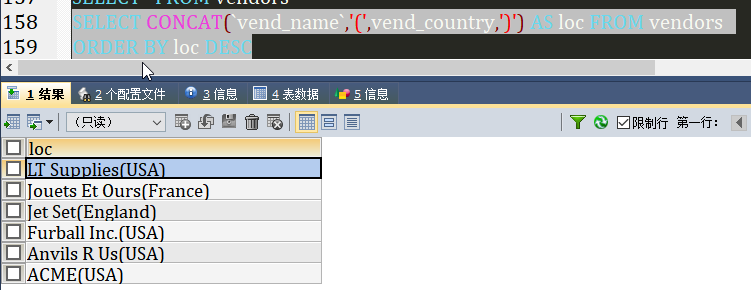 SELECT * FROM vendors
158 SELECT CONCAT(`vend_name`,'(',vend_country,')') AS loc FROM vendors
159 ORDER BY loc DESC
1 结果 2 个配置文件 3 信息 4 表数据 5 信息
（只读） 限制行 第一行：
loc
LT Supplies(USA)
Jouets Et Ours(France)
Jet Set(England)
Furball Inc.(USA)
Anvils R Us(USA)
ACME(USA)